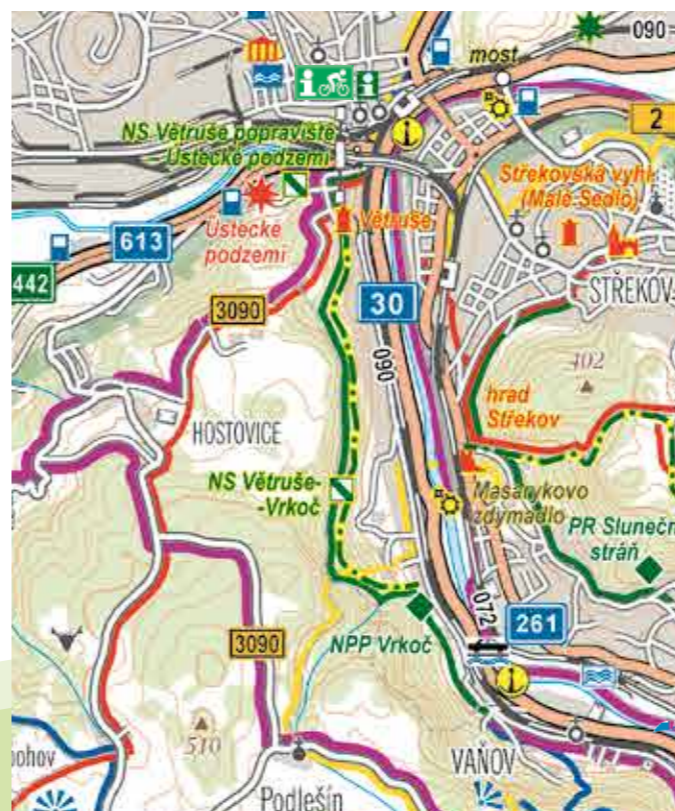 090
most
2
NS Větruše popraviště
- Ústecké podzemí
Střekovská vyhl.
(Malé Sedlo)
Ústecké
podzemí
Větruše
613
442
STŘEKOV
3090
30
060
402
hrad
Střekov
HOSTOVICE
NS Větruše-
-Vrkoč
Masarykovo
zdymadlo
PR Sluneč
stráň
072
261
3090
NPP Vrkoč
510
VAŇOV
ohov
Podlešín